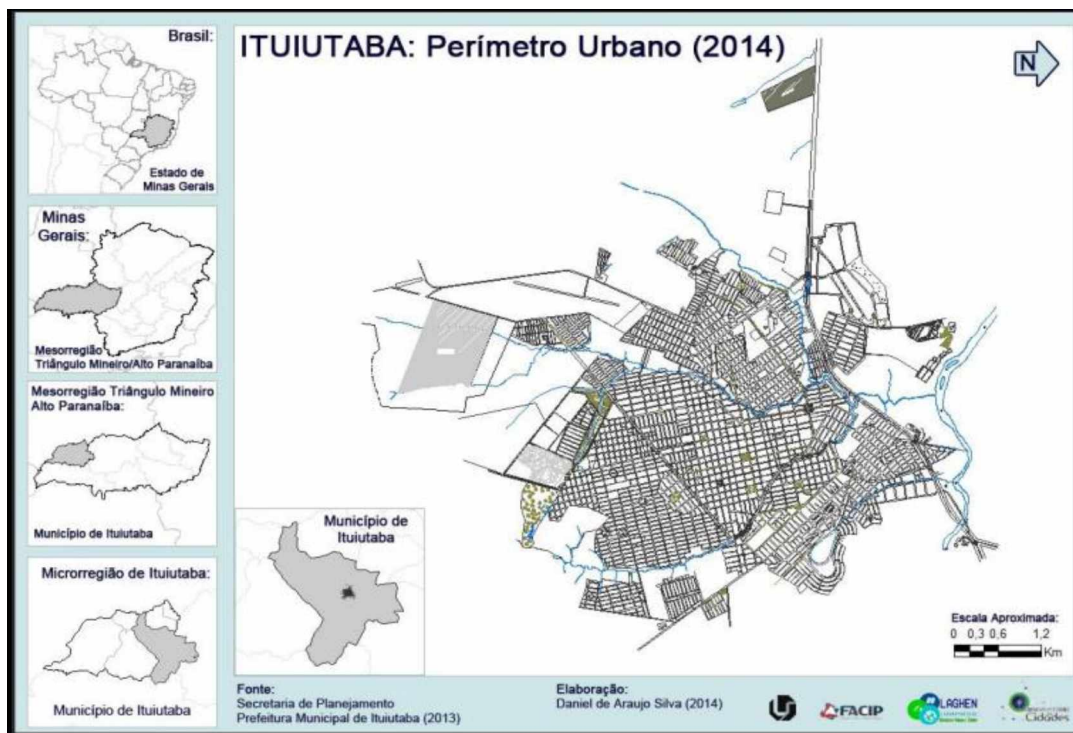 Brasil:
Estado de
Minas Gerais
Minas
Gerais:
Mesorregião
Triângulo Mineiro/Alto Paranaíba
Mesorregião Triângulo Mineiro
Alto Paranaíba:
Município de Ituiutaba
Microrregião de Ituiutaba:
Município de Ituiutaba
ITUIUTABA: Perímetro Urbano (2014)
N
Município de
Ituiutaba
Escala Aproximada:
0 0,3 0,6 1,2
Km
Fonte:
Secretaria de Planejamento
Prefeitura Municipal de Ituiutaba (2013)
Elaboração:
Daniel de Araujo Silva (2014)
FACIP
LAGHEN
Cidades